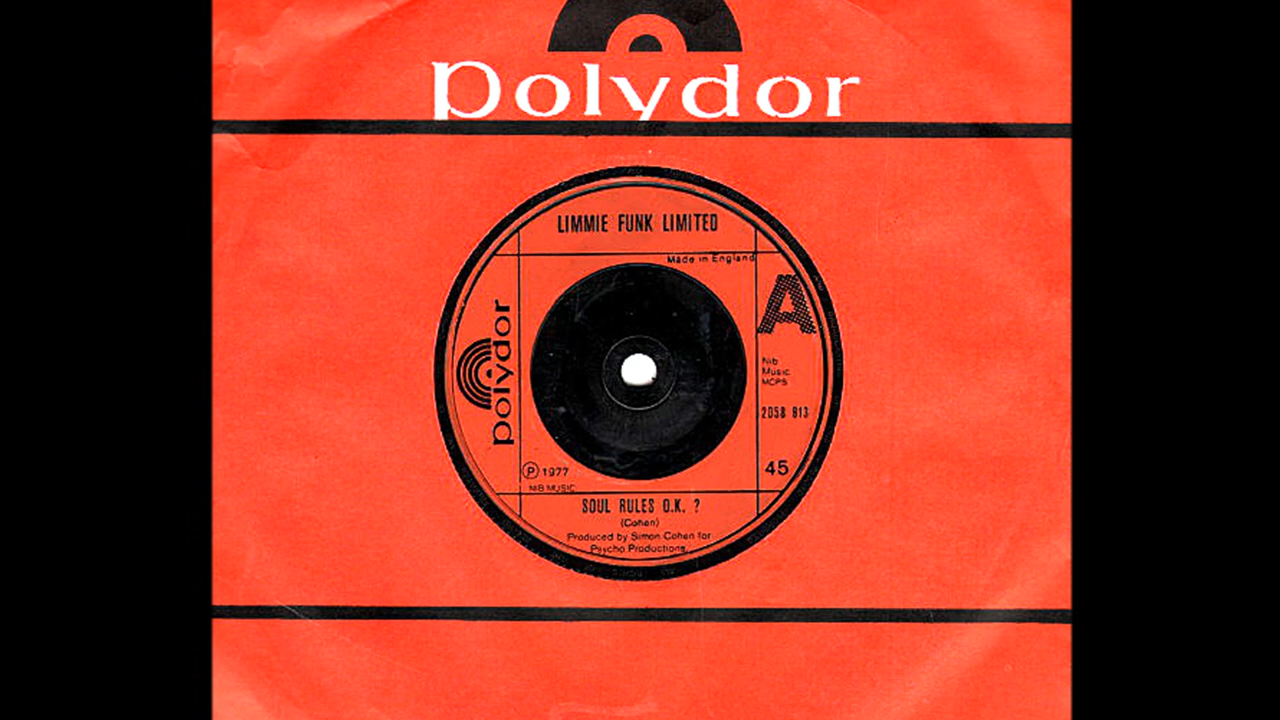 polydor
LIMMIE FUNK LIMITED
Made in England
A
polydor
Nib
Music
MCPS
2058 913
45
℗ 1977
NIB MUSIC
SOUL RULES O.K. ?
(Cohen)
Produced by Simon Cohen for
Psycho Productions.